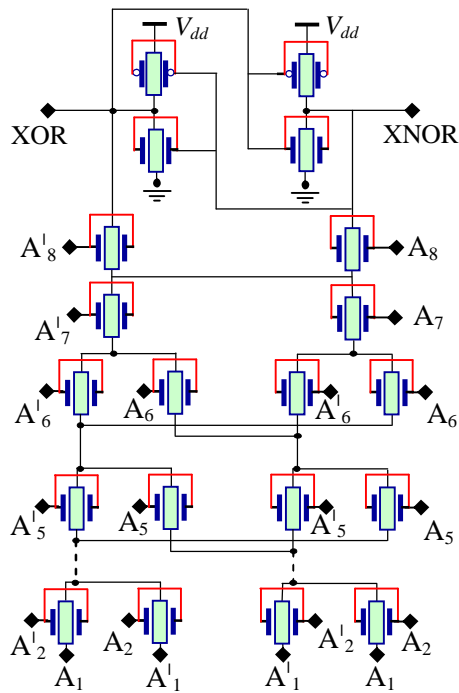 V_dd V_dd
XOR XNOR
A'_8 A_8
A'_7 A_7
A'_6 A_6 A'_6 A_6
A'_5 A_5 A'_5 A_5
A'_2 A_2 A'_2 A_2
A_1 A'_1 A'_1 A_1